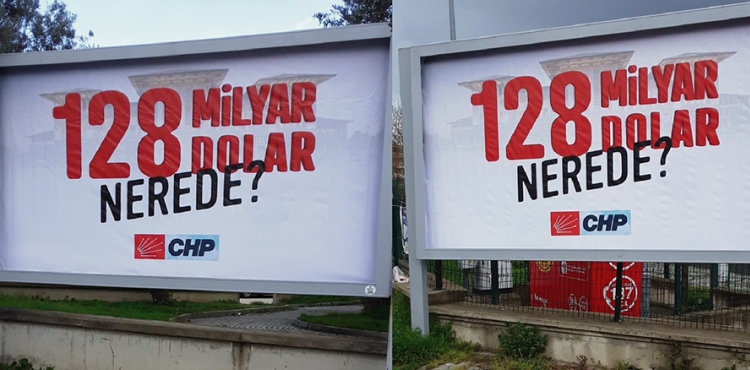 128 MİLYAR
DOLAR
NEREDE?
CHP
128 MİLYAR
DOLAR
NEREDE?
CHP